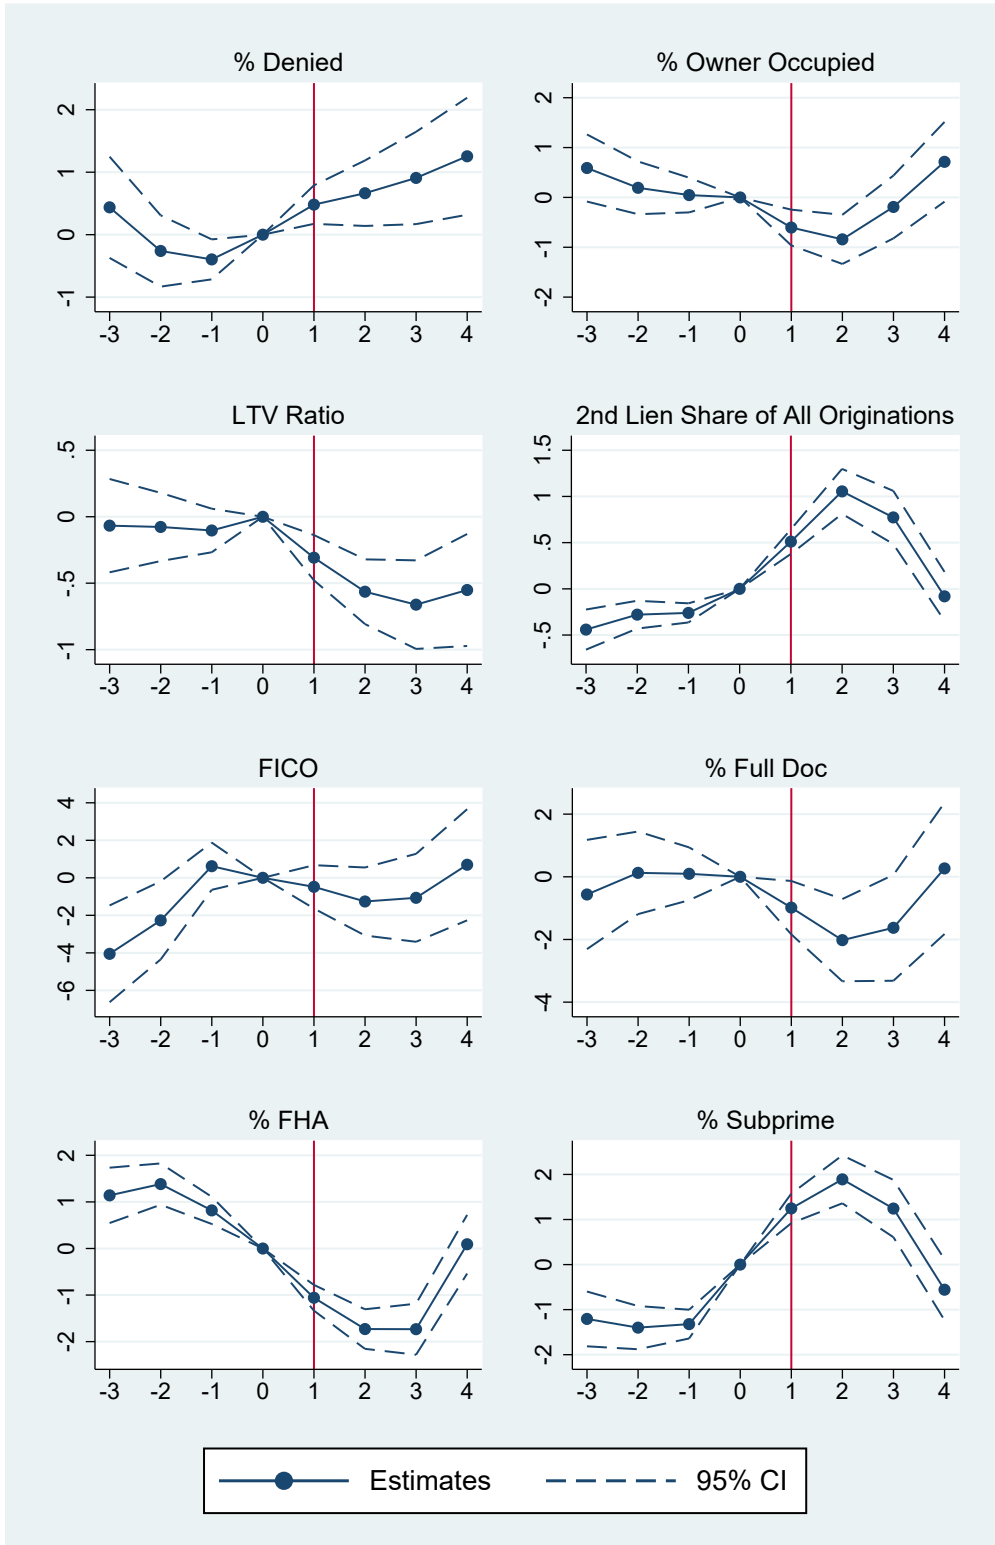 % Denied
2
1
0
-1
-3 -2 -1 0 1 2 3 4
% Owner Occupied
2
1
0
-1
-2
-3 -2 -1 0 1 2 3 4
LTV Ratio
.5
0
-.5
-1
-3 -2 -1 0 1 2 3 4
2nd Lien Share of All Originations
1.5
1
.5
0
-.5
-3 -2 -1 0 1 2 3 4
FICO
4
2
0
-2
-4
-6
-3 -2 -1 0 1 2 3 4
% Full Doc
2
0
-2
-4
-3 -2 -1 0 1 2 3 4
% FHA
2
1
0
-1
-2
-3 -2 -1 0 1 2 3 4
% Subprime
2
1
0
-1
-2
-3 -2 -1 0 1 2 3 4
Estimates 95% CI